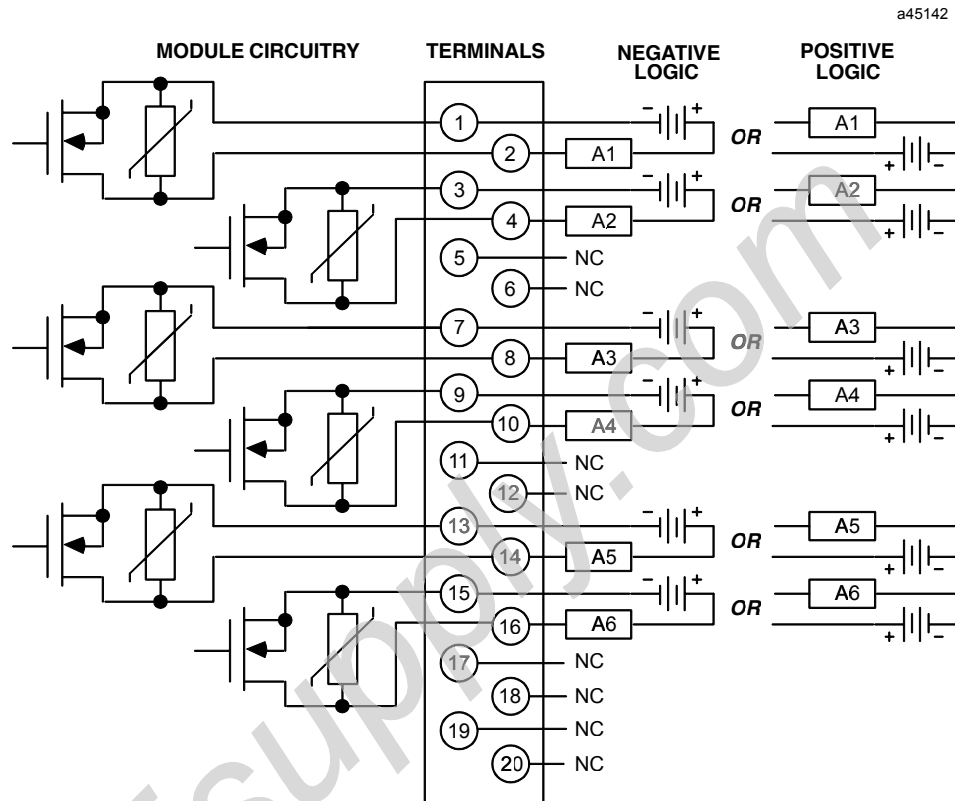 a45142
MODULE CIRCUITRY TERMINALS NEGATIVE LOGIC POSITIVE LOGIC
1 - + OR A1
2 A1 + -
3 - + OR A2
4 A2 + -
5 NC
6 NC
7 - + OR A3
8 A3 + -
9 - + OR A4
10 A4 + -
11 NC
12 NC
13 - + OR A5
14 A5 + -
15 - + OR A6
16 A6 + -
17 NC
18 NC
19 NC
20 NC
supply.com